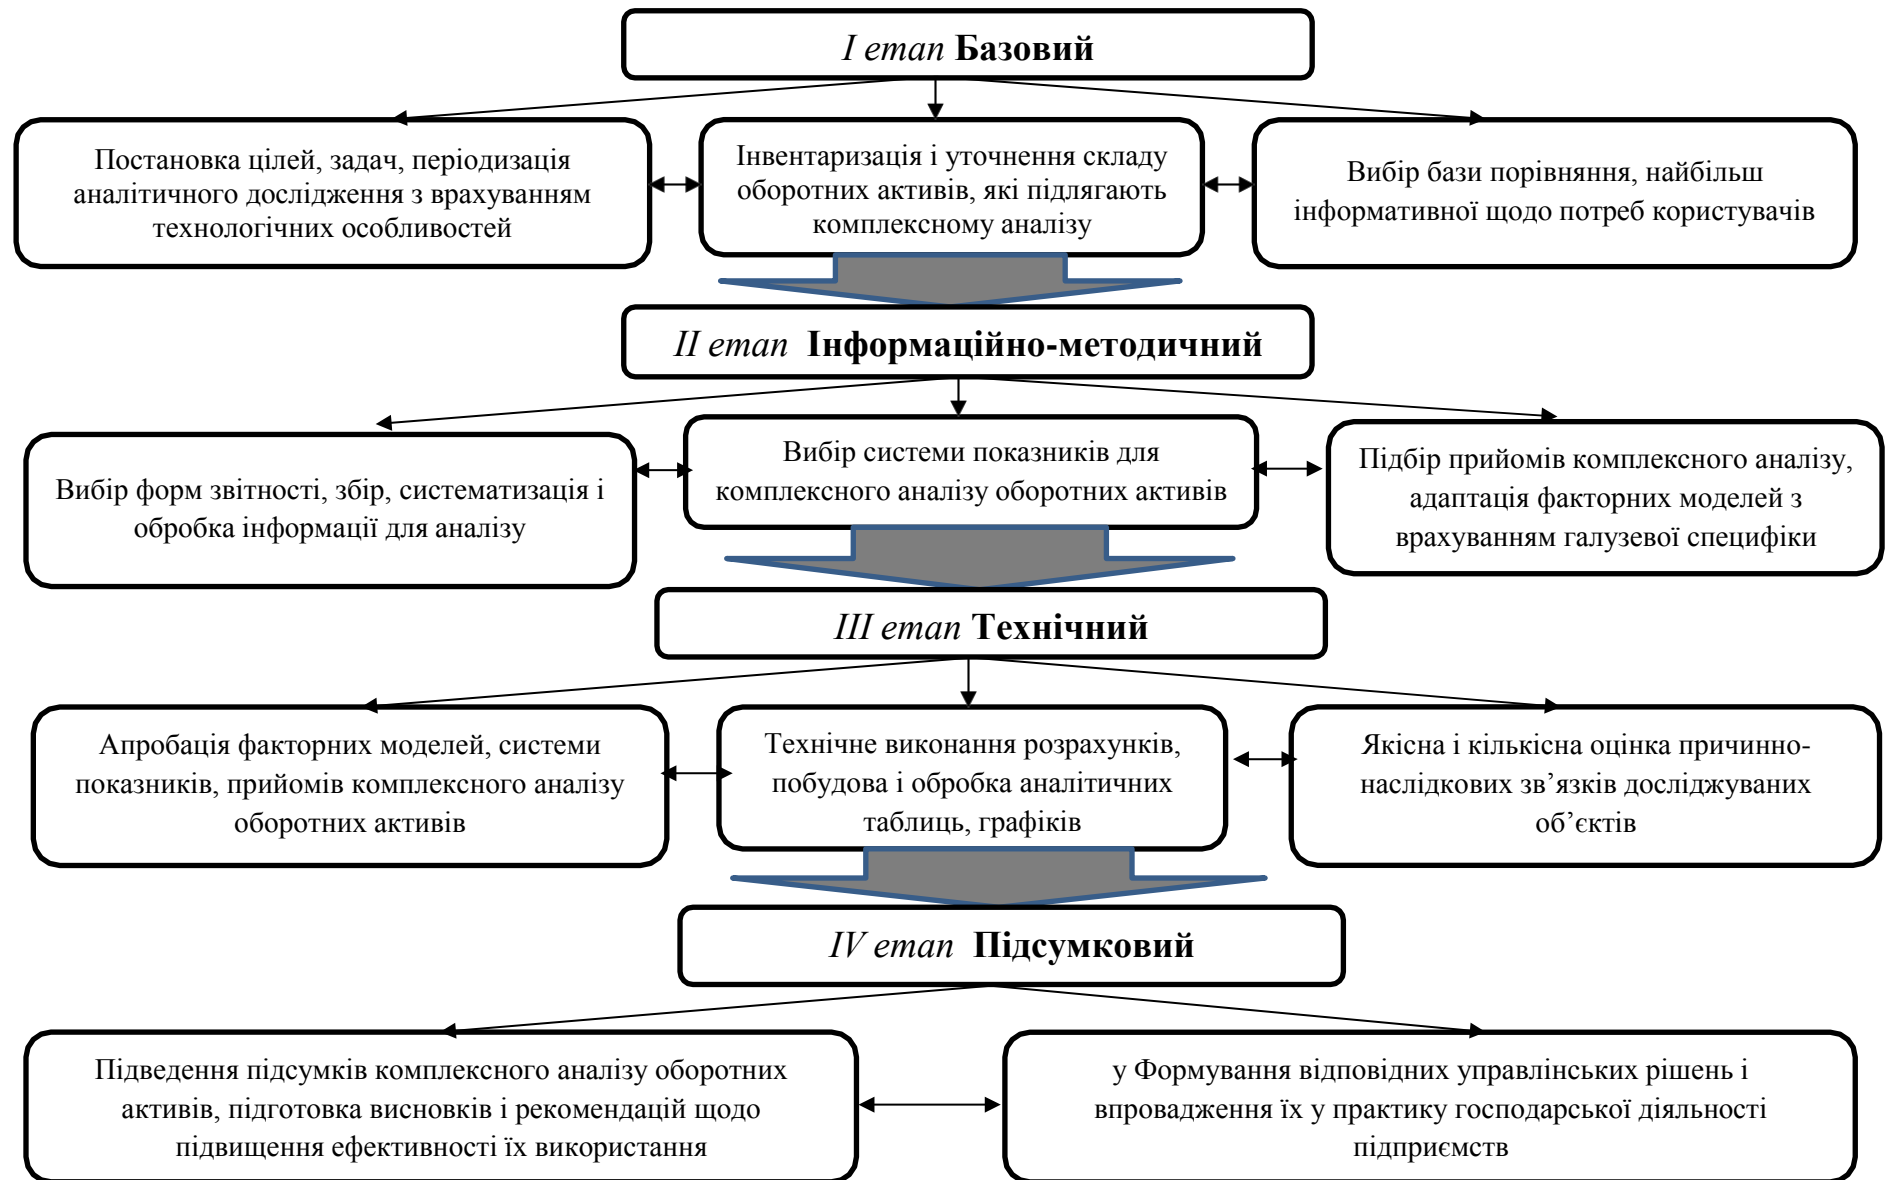 I етап Базовий
Постановка цілей, задач, періодизація
аналітичного дослідження з врахуванням
технологічних особливостей
Інвентаризація і уточнення складу
оборотних активів, які підлягають
комплексному аналізу
Вибір бази порівняння, найбільш
інформативної щодо потреб користувачів
II етап Інформаційно-методичний
Вибір форм звітності, збір, систематизація і
обробка інформації для аналізу
Вибір системи показників для
комплексного аналізу оборотних активів
Підбір прийомів комплексного аналізу,
адаптація факторних моделей з
врахуванням галузевої специфіки
III етап Технічний
Апробація факторних моделей, системи
показників, прийомів комплексного аналізу
оборотних активів
Технічне виконання розрахунків,
побудова і обробка аналітичних
таблиць, графіків
Якісна і кількісна оцінка причинно-
наслідкових зв’язків досліджуваних
об’єктів
IV етап Підсумковий
Підведення підсумків комплексного аналізу оборотних
активів, підготовка висновків і рекомендацій щодо
підвищення ефективності їх використання
у Формування відповідних управлінських рішень і
впровадження їх у практику господарської діяльності
підприємств